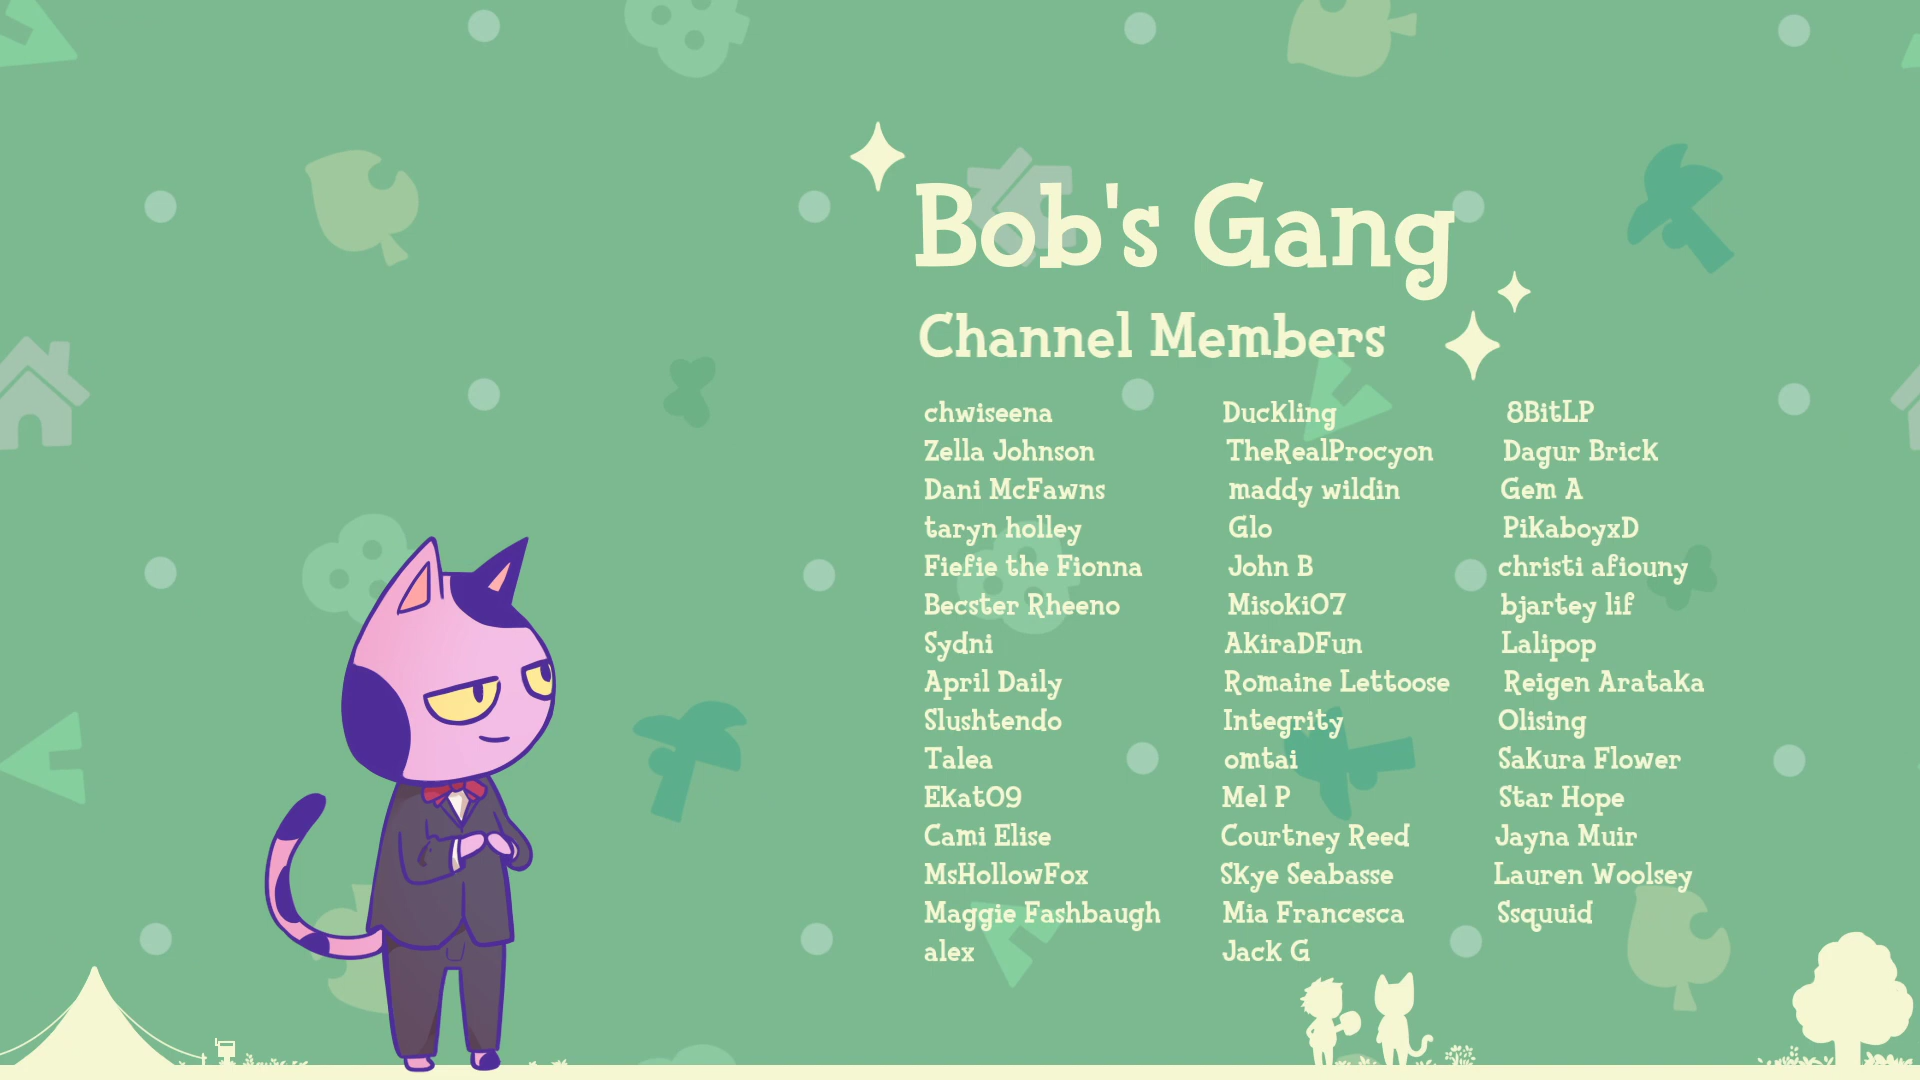 Bob's Gang
Channel Members
chwiseena
Zella Johnson
Dani McFawns
taryn holley
Fiefie the Fionna
Becster Rheeno
Sydni
April Daily
Slushtendo
Talea
Ekat09
Cami Elise
MsHollowFox
Maggie Fashbaugh
alex
Duckling
TheRealProcyon
maddy wildin
Glo
John B
Misoki07
AkiraDFun
Romaine Lettoose
Integrity
omtai
Mel P
Courtney Reed
Skye Seabasse
Mia Francesca
Jack G
8BitLP
Dagur Brick
Gem A
PikaboyxD
christi afiouny
bjartey lif
Lalipop
Reigen Arataka
Olising
Sakura Flower
Star Hope
Jayna Muir
Lauren Woolsey
Ssquuid